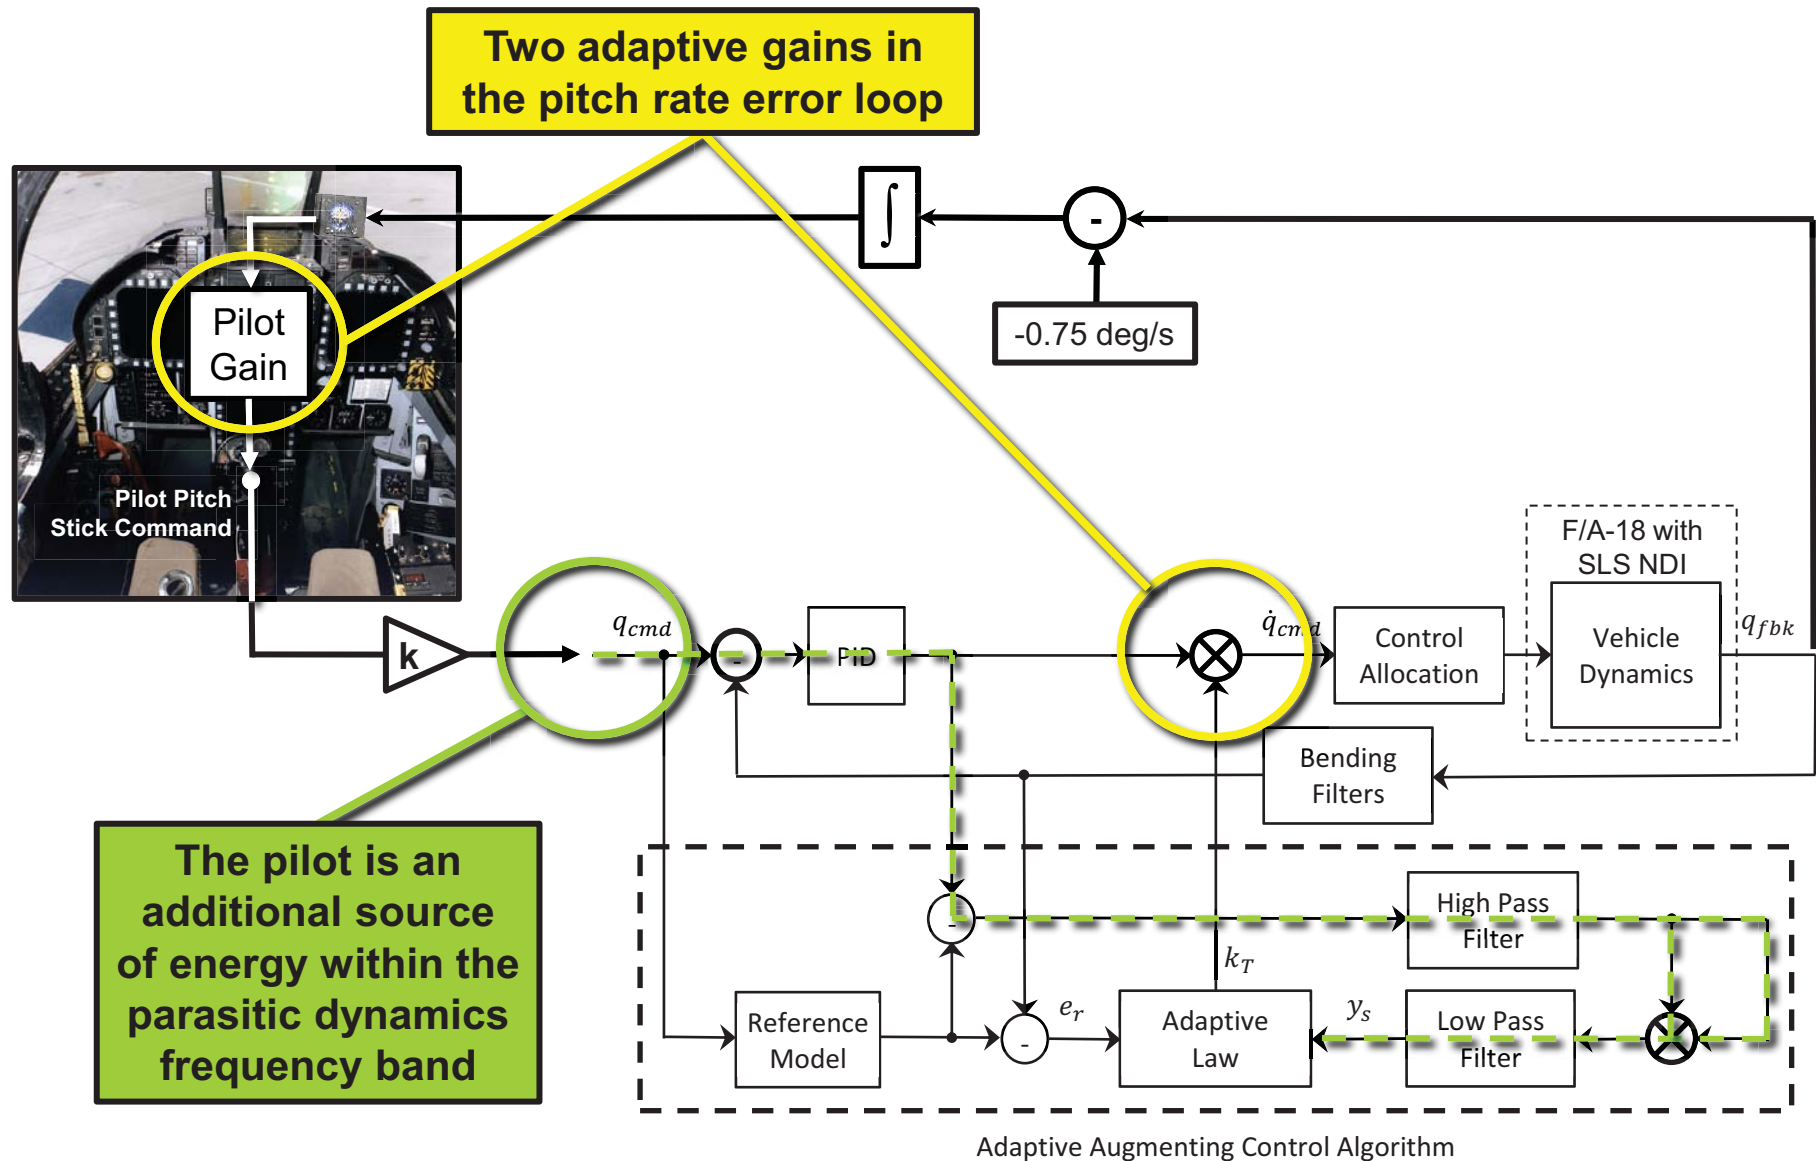 Two adaptive gains in
the pitch rate error loop
∫
-
-0.75 deg/s
Pilot
Gain
Pilot Pitch
Stick Command
k
q_cmd
-
PID
q̇_cmd
Control
Allocation
F/A-18 with
SLS NDI
Vehicle
Dynamics
q_fbk
Bending
Filters
The pilot is an
additional source
of energy within the
parasitic dynamics
frequency band
-
High Pass
Filter
k_T
Reference
Model
-
e_r
Adaptive
Law
y_s
Low Pass
Filter
Adaptive Augmenting Control Algorithm